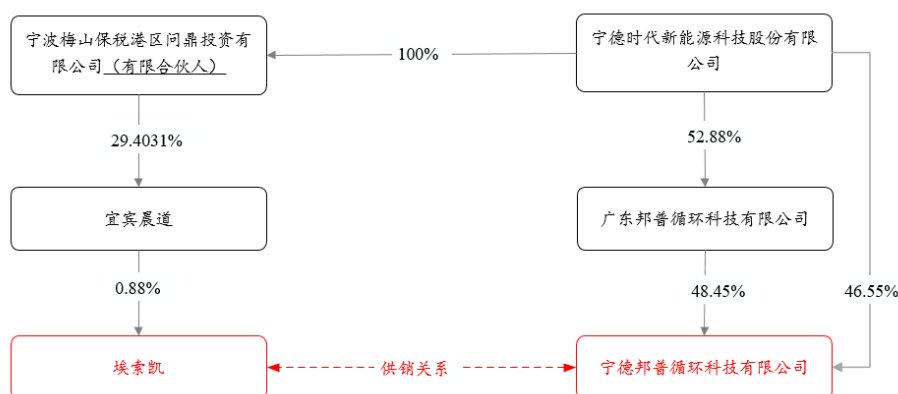 宁波梅山保税港区问鼎投资有
限公司（有限合伙人）
100%
宁德时代新能源科技股份有限
公司
29.4031%
52.88%
宜宾晨道
广东邦普循环科技有限公司
0.88%
48.45%
46.55%
埃索凯
供销关系
宁德邦普循环科技有限公司